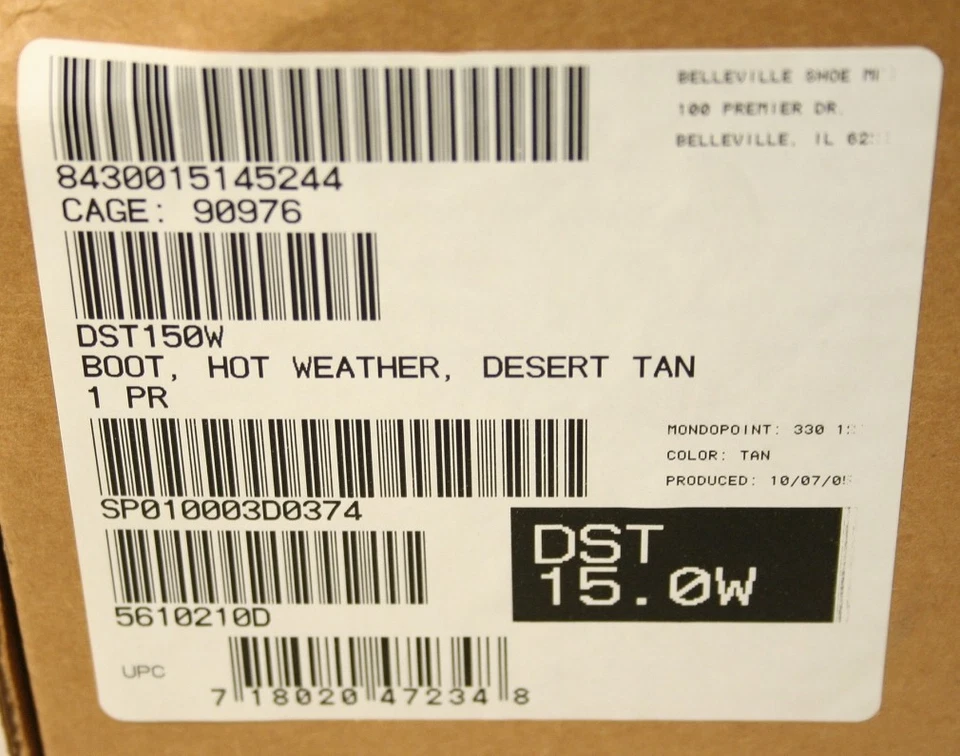 8430015145244
CAGE: 90976
DST150W
BOOT, HOT WEATHER, DESERT TAN
1 PR
SP010003D0374
5610210D
UPC
7 18020 47234 8
BELLEVILLE SHOE
100 PREMIER DR.
BELLEVILLE, IL
MONDOPOINT: 330
COLOR: TAN
PRODUCED:
DST
15.0W